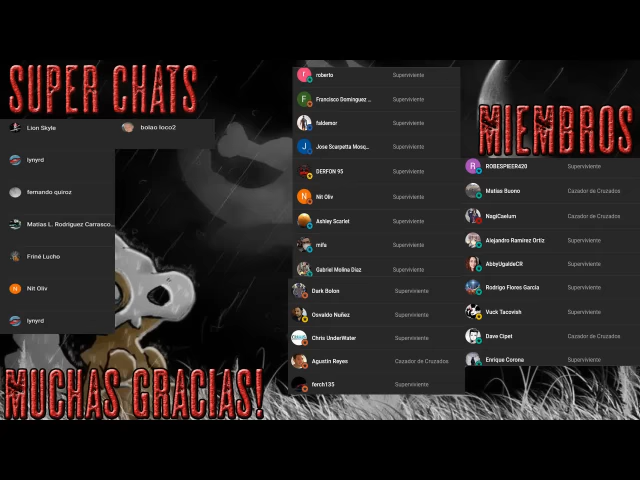 SUPER CHATS
Lion Skyle
bolao loco2
lynyrd
fernando quiroz
Matias L. Rodriguez Carrasco...
Friné Lucho
Nit Oliv
lynyrd
MUCHAS GRACIAS!
roberto Superviviente
Francisco Dominguez ... Superviviente
faldemor Superviviente
Jose Scarpetta Mosq... Superviviente
DERFON 95 Superviviente
Nit Oliv Superviviente
Ashley Scarlet Superviviente
mifa Superviviente
Gabriel Molina Diaz Superviviente
Dark Bolon Superviviente
Osvaldo Nuñez Superviviente
Chris UnderWater Superviviente
Agustin Reyes Cazador de Cruzados
ferch135 Superviviente
MIEMBROS
ROBESPIEER420 Superviviente
Matias Buono Cazador de Cruzados
NegiCaelum Cazador de Cruzados
Alejandro Ramirez Ortiz Superviviente
AbbyUgaldeCR Superviviente
Rodrigo Flores Garcia Superviviente
Vuck Tacovish Superviviente
Dave Cipet Cazador de Cruzados
Enrique Corona Superviviente